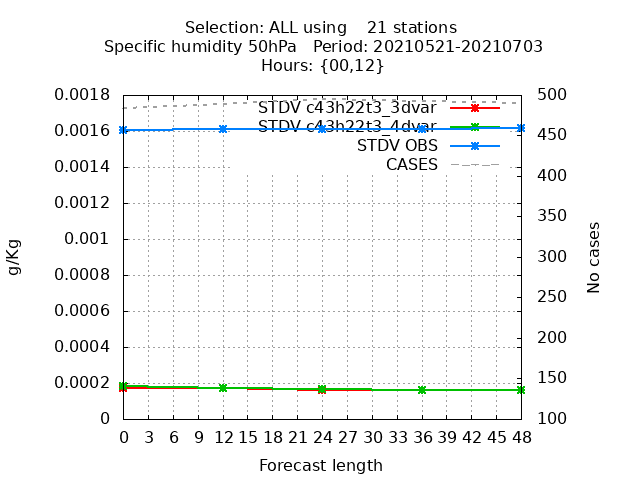 Selection: ALL using    21 stations
Specific humidity 50hPa   Period: 20210521-20210703
Hours: {00,12}
STDV c43h22t3_3dvar
STDV c43h22t3_4dvar
STDV OBS
CASES
0.0018
0.0016
0.0014
0.0012
0.001
0.0008
0.0006
0.0004
0.0002
0
g/Kg
500
450
400
350
300
250
200
150
100
No cases
0 3 6 9 12 15 18 21 24 27 30 33 36 39 42 45 48
Forecast length